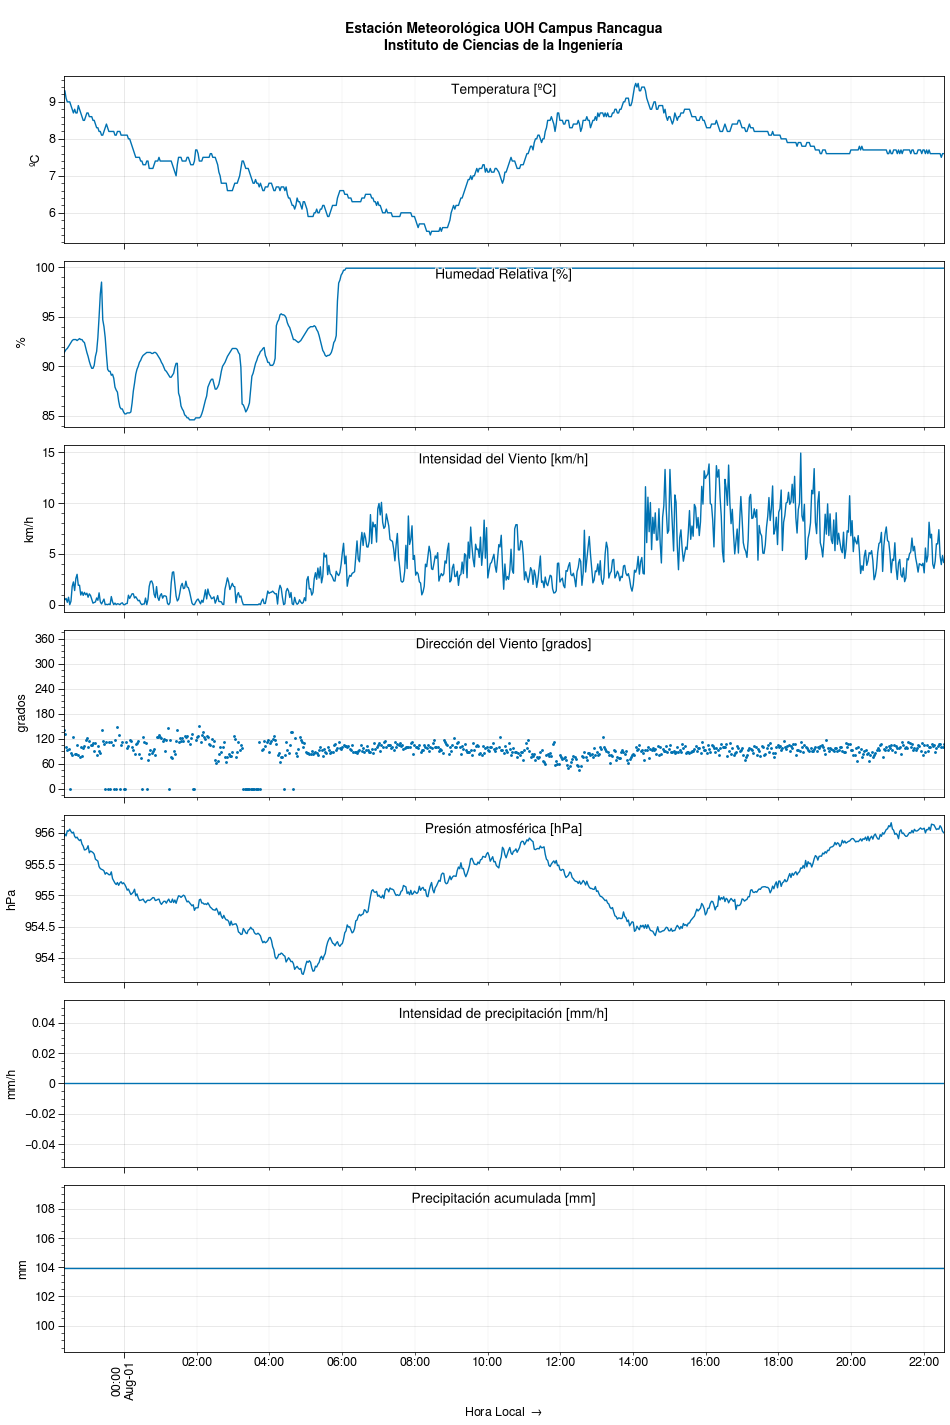 Estación Meteorológica UOH Campus Rancagua
Instituto de Ciencias de la Ingeniería
Temperatura [ºC]
ºC
9
8
7
6
Humedad Relativa [%]
%
100
95
90
85
Intensidad del Viento [km/h]
km/h
15
10
5
0
Dirección del Viento [grados]
grados
360
300
240
180
120
60
0
Presión atmosférica [hPa]
hPa
956
955.5
955
954.5
954
Intensidad de precipitación [mm/h]
mm/h
0.04
0.02
0
−0.02
−0.04
Precipitación acumulada [mm]
mm
108
106
104
102
100
00:00
Aug-01
02:00
04:00
06:00
08:00
10:00
12:00
14:00
16:00
18:00
20:00
22:00
Hora Local →